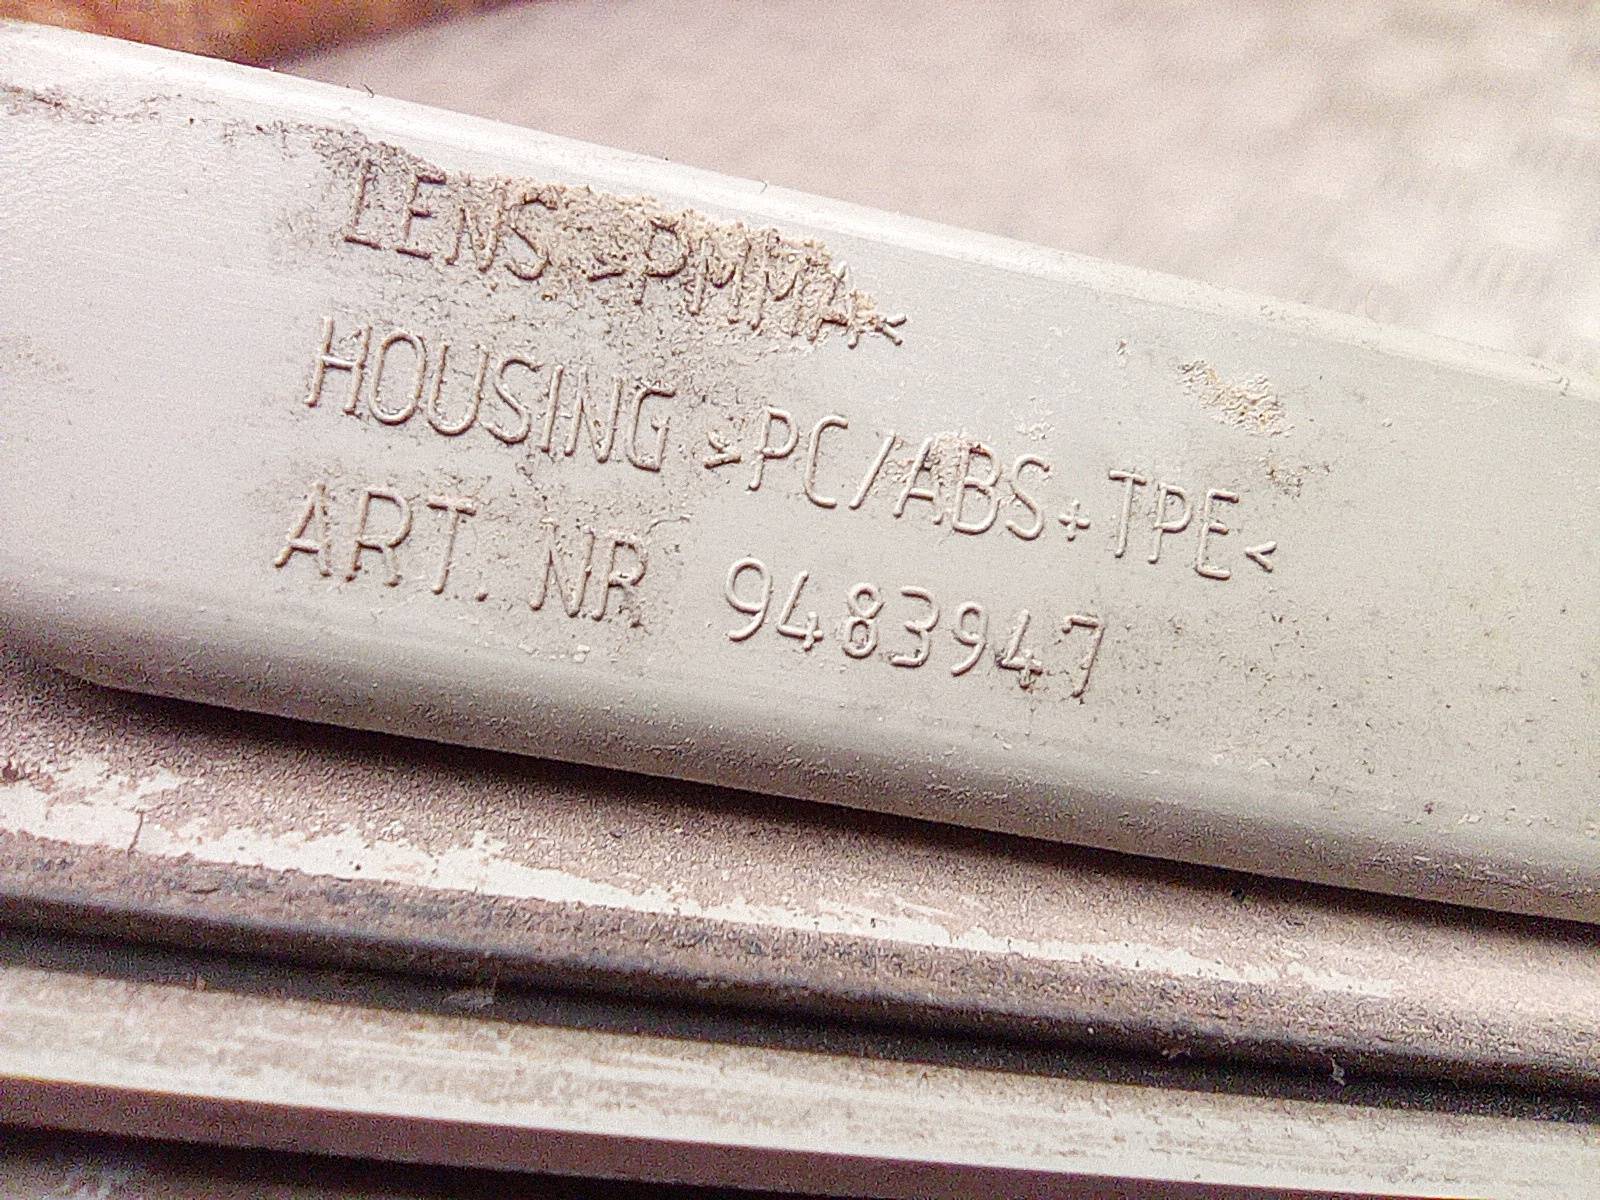 LENS >PMMA<
HOUSING >PC/ABS+TPE<
ART. NR 9483947